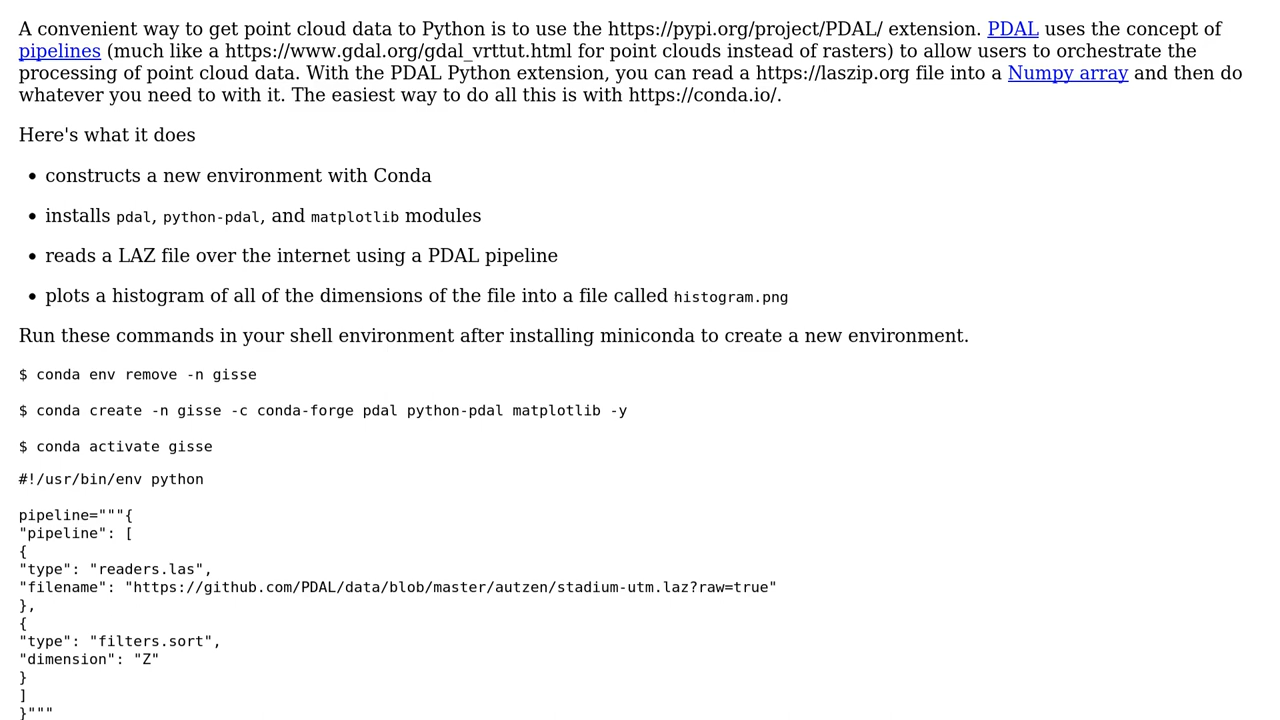 A convenient way to get point cloud data to Python is to use the https://pypi.org/project/PDAL/ extension. PDAL uses the concept of
pipelines (much like a https://www.gdal.org/gdal_vrttut.html for point clouds instead of rasters) to allow users to orchestrate the
processing of point cloud data. With the PDAL Python extension, you can read a https://laszip.org file into a Numpy array and then do
whatever you need to with it. The easiest way to do all this is with https://conda.io/.
Here's what it does
• constructs a new environment with Conda
• installs pdal, python-pdal, and matplotlib modules
• reads a LAZ file over the internet using a PDAL pipeline
• plots a histogram of all of the dimensions of the file into a file called histogram.png
Run these commands in your shell environment after installing miniconda to create a new environment.
$ conda env remove -n gisse
$ conda create -n gisse -c conda-forge pdal python-pdal matplotlib -y
$ conda activate gisse
#!/usr/bin/env python
pipeline="""{
"pipeline": [
{
"type": "readers.las",
"filename": "https://github.com/PDAL/data/blob/master/autzen/stadium-utm.laz?raw=true"
},
{
"type": "filters.sort",
"dimension": "Z"
}
]
}"""